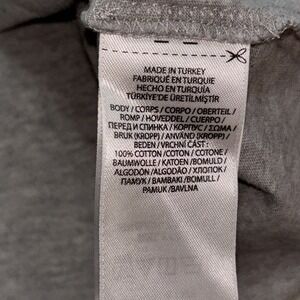 MADE IN TURKEY
FABRIQUÉ EN TURQUIE
HECHO EN TURQUÍA
TÜRKİYE'DE ÜRETİLMİŞTİR
BODY / CORPS / CORPO / OBERTEIL /
ROMP / HOVEDDEL / CUERPO /
ПЕРЕД И СПИНКА / КОРПУС / ΣΩΜΑ /
BRUK (KROPP) / ANVÄND (KROPP) /
BEDEN / VRCHNÍ CÁST :
100% COTTON / COTON / COTONE /
BAUMWOLLE / KATOEN / BOMULD /
ALGODÓN / ALGODÃO / ХЛОПОК /
ПАМУК / BAMBAKI / BOMULL /
PAMUK / BAVLNA